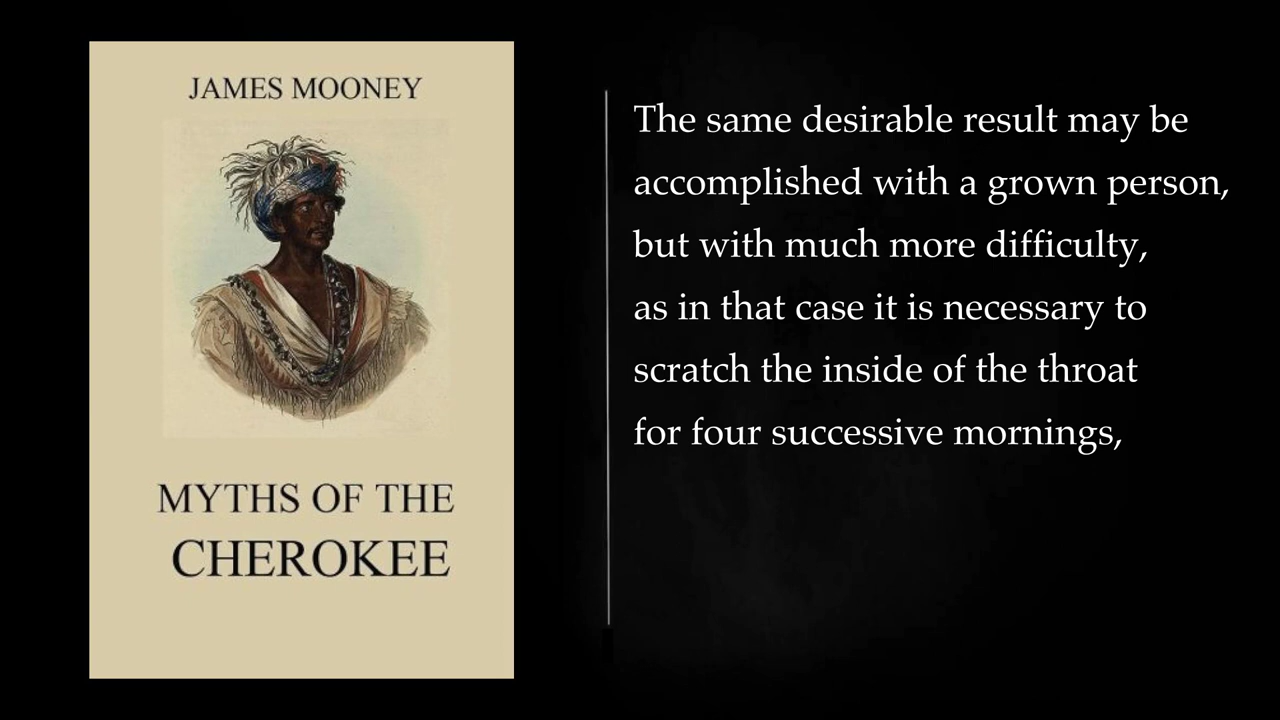 JAMES MOONEY
MYTHS OF THE
CHEROKEE
The same desirable result may be
accomplished with a grown person,
but with much more difficulty,
as in that case it is necessary to
scratch the inside of the throat
for four successive mornings,